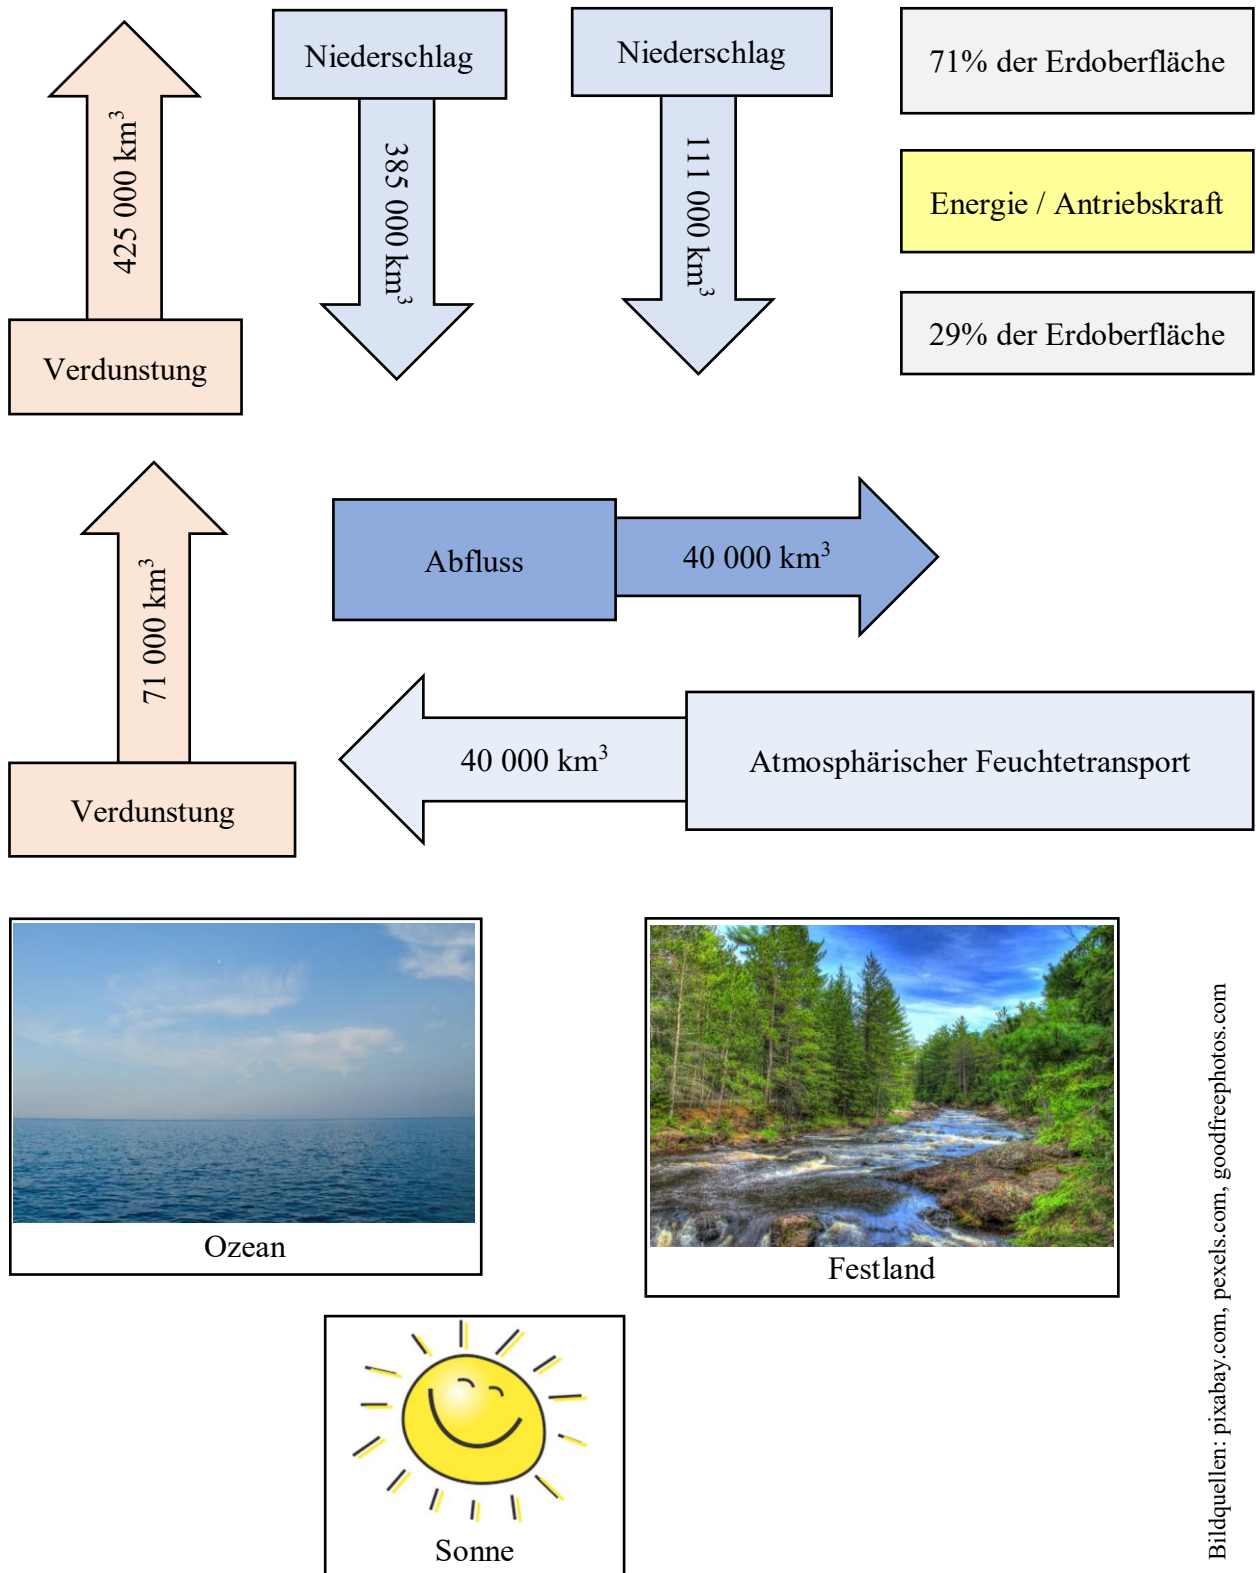 Niederschlag
Niederschlag
71% der Erdoberfläche
425 000 km³
385 000 km³
111 000 km³
Energie / Antriebskraft
29% der Erdoberfläche
Verdunstung
71 000 km³
Abfluss
40 000 km³
40 000 km³
Atmosphärischer Feuchtetransport
Verdunstung
Ozean
Festland
Sonne
Bildquellen: pixabay.com, pexels.com, goodfreephotos.com